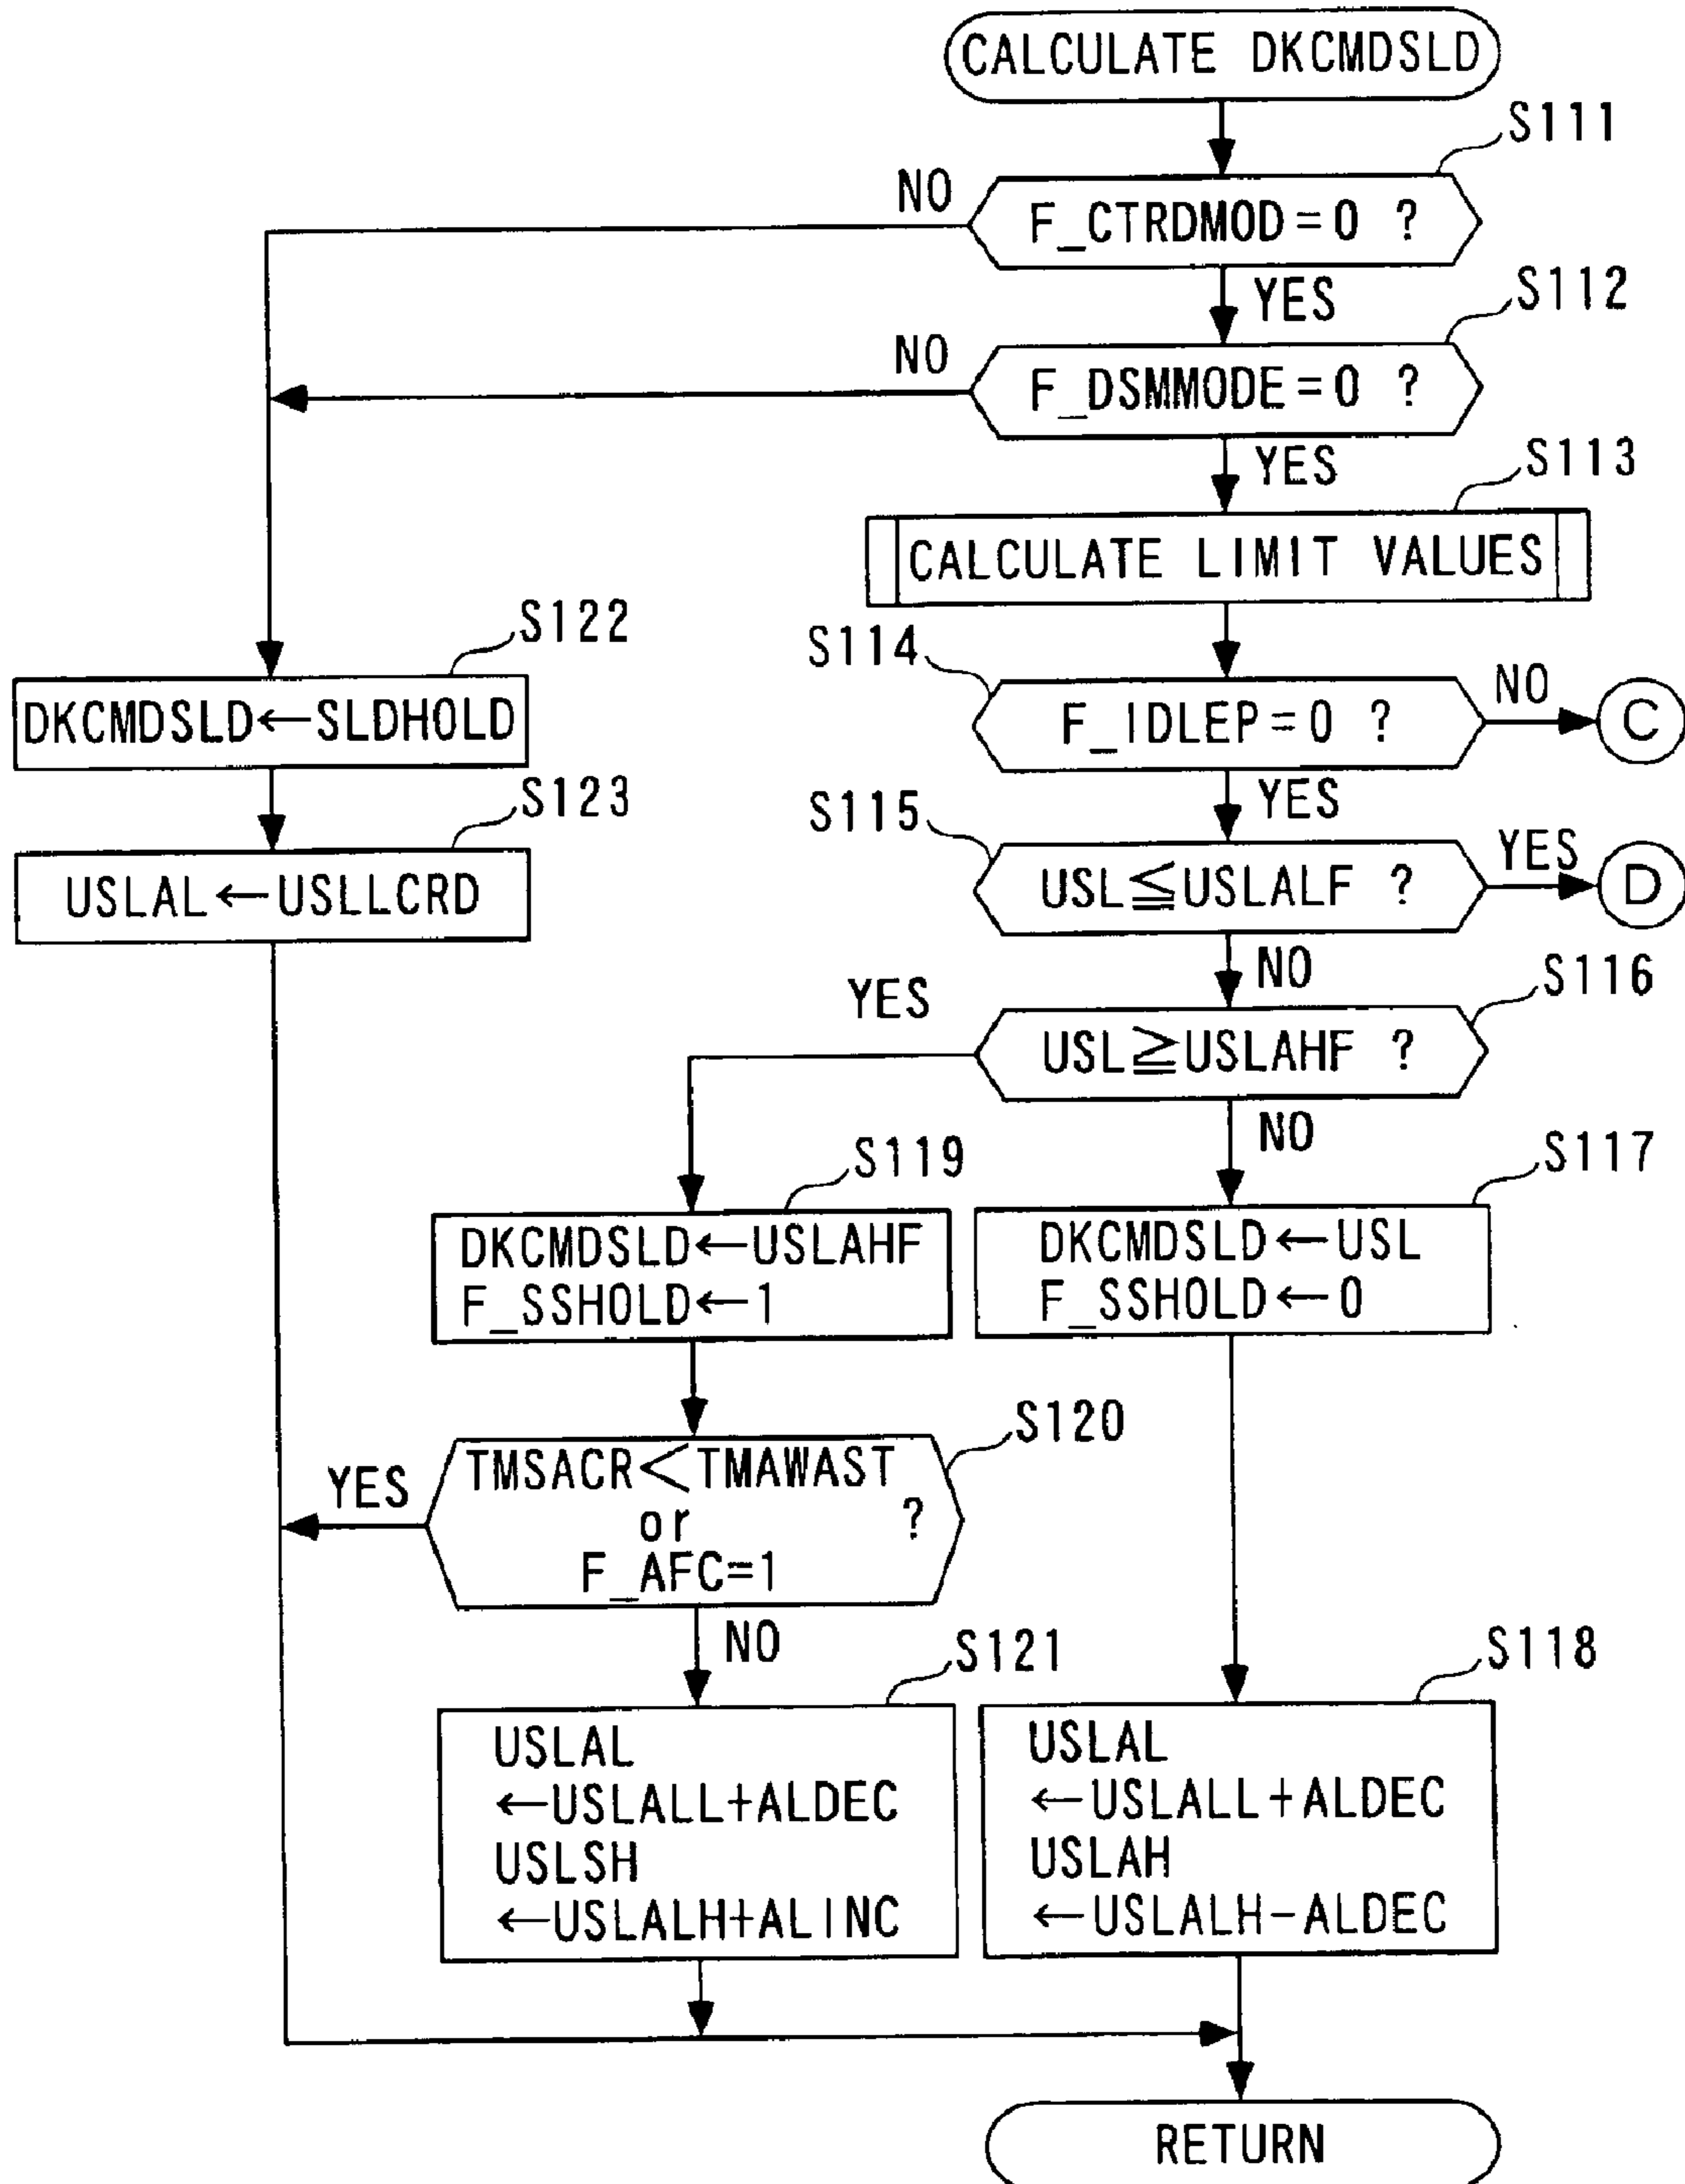 CALCULATE DKCMDSLD
S111
F_CTRDMOD=0 ?
NO
YES
S112
F_DSMMODE=0 ?
NO
YES
S113
CALCULATE LIMIT VALUES
S114
F_IDLEP=0 ?
NO
C
YES
S115
USL≦USLALF ?
YES
D
NO
S116
USL≧USLAHF ?
YES
NO
S122
DKCMDSLD←SLDHOLD
S123
USLAL←USLLCRD
S119
DKCMDSLD←USLAHF
F_SSHOLD←1
S117
DKCMDSLD←USL
F_SSHOLD←0
S120
TMSACR<TMAWAST
or ?
F_AFC=1
YES
NO
S121
USLAL
←USLALL+ALDEC
USLSH
←USLALH+ALINC
S118
USLAL
←USLALL+ALDEC
USLAH
←USLALH-ALDEC
RETURN